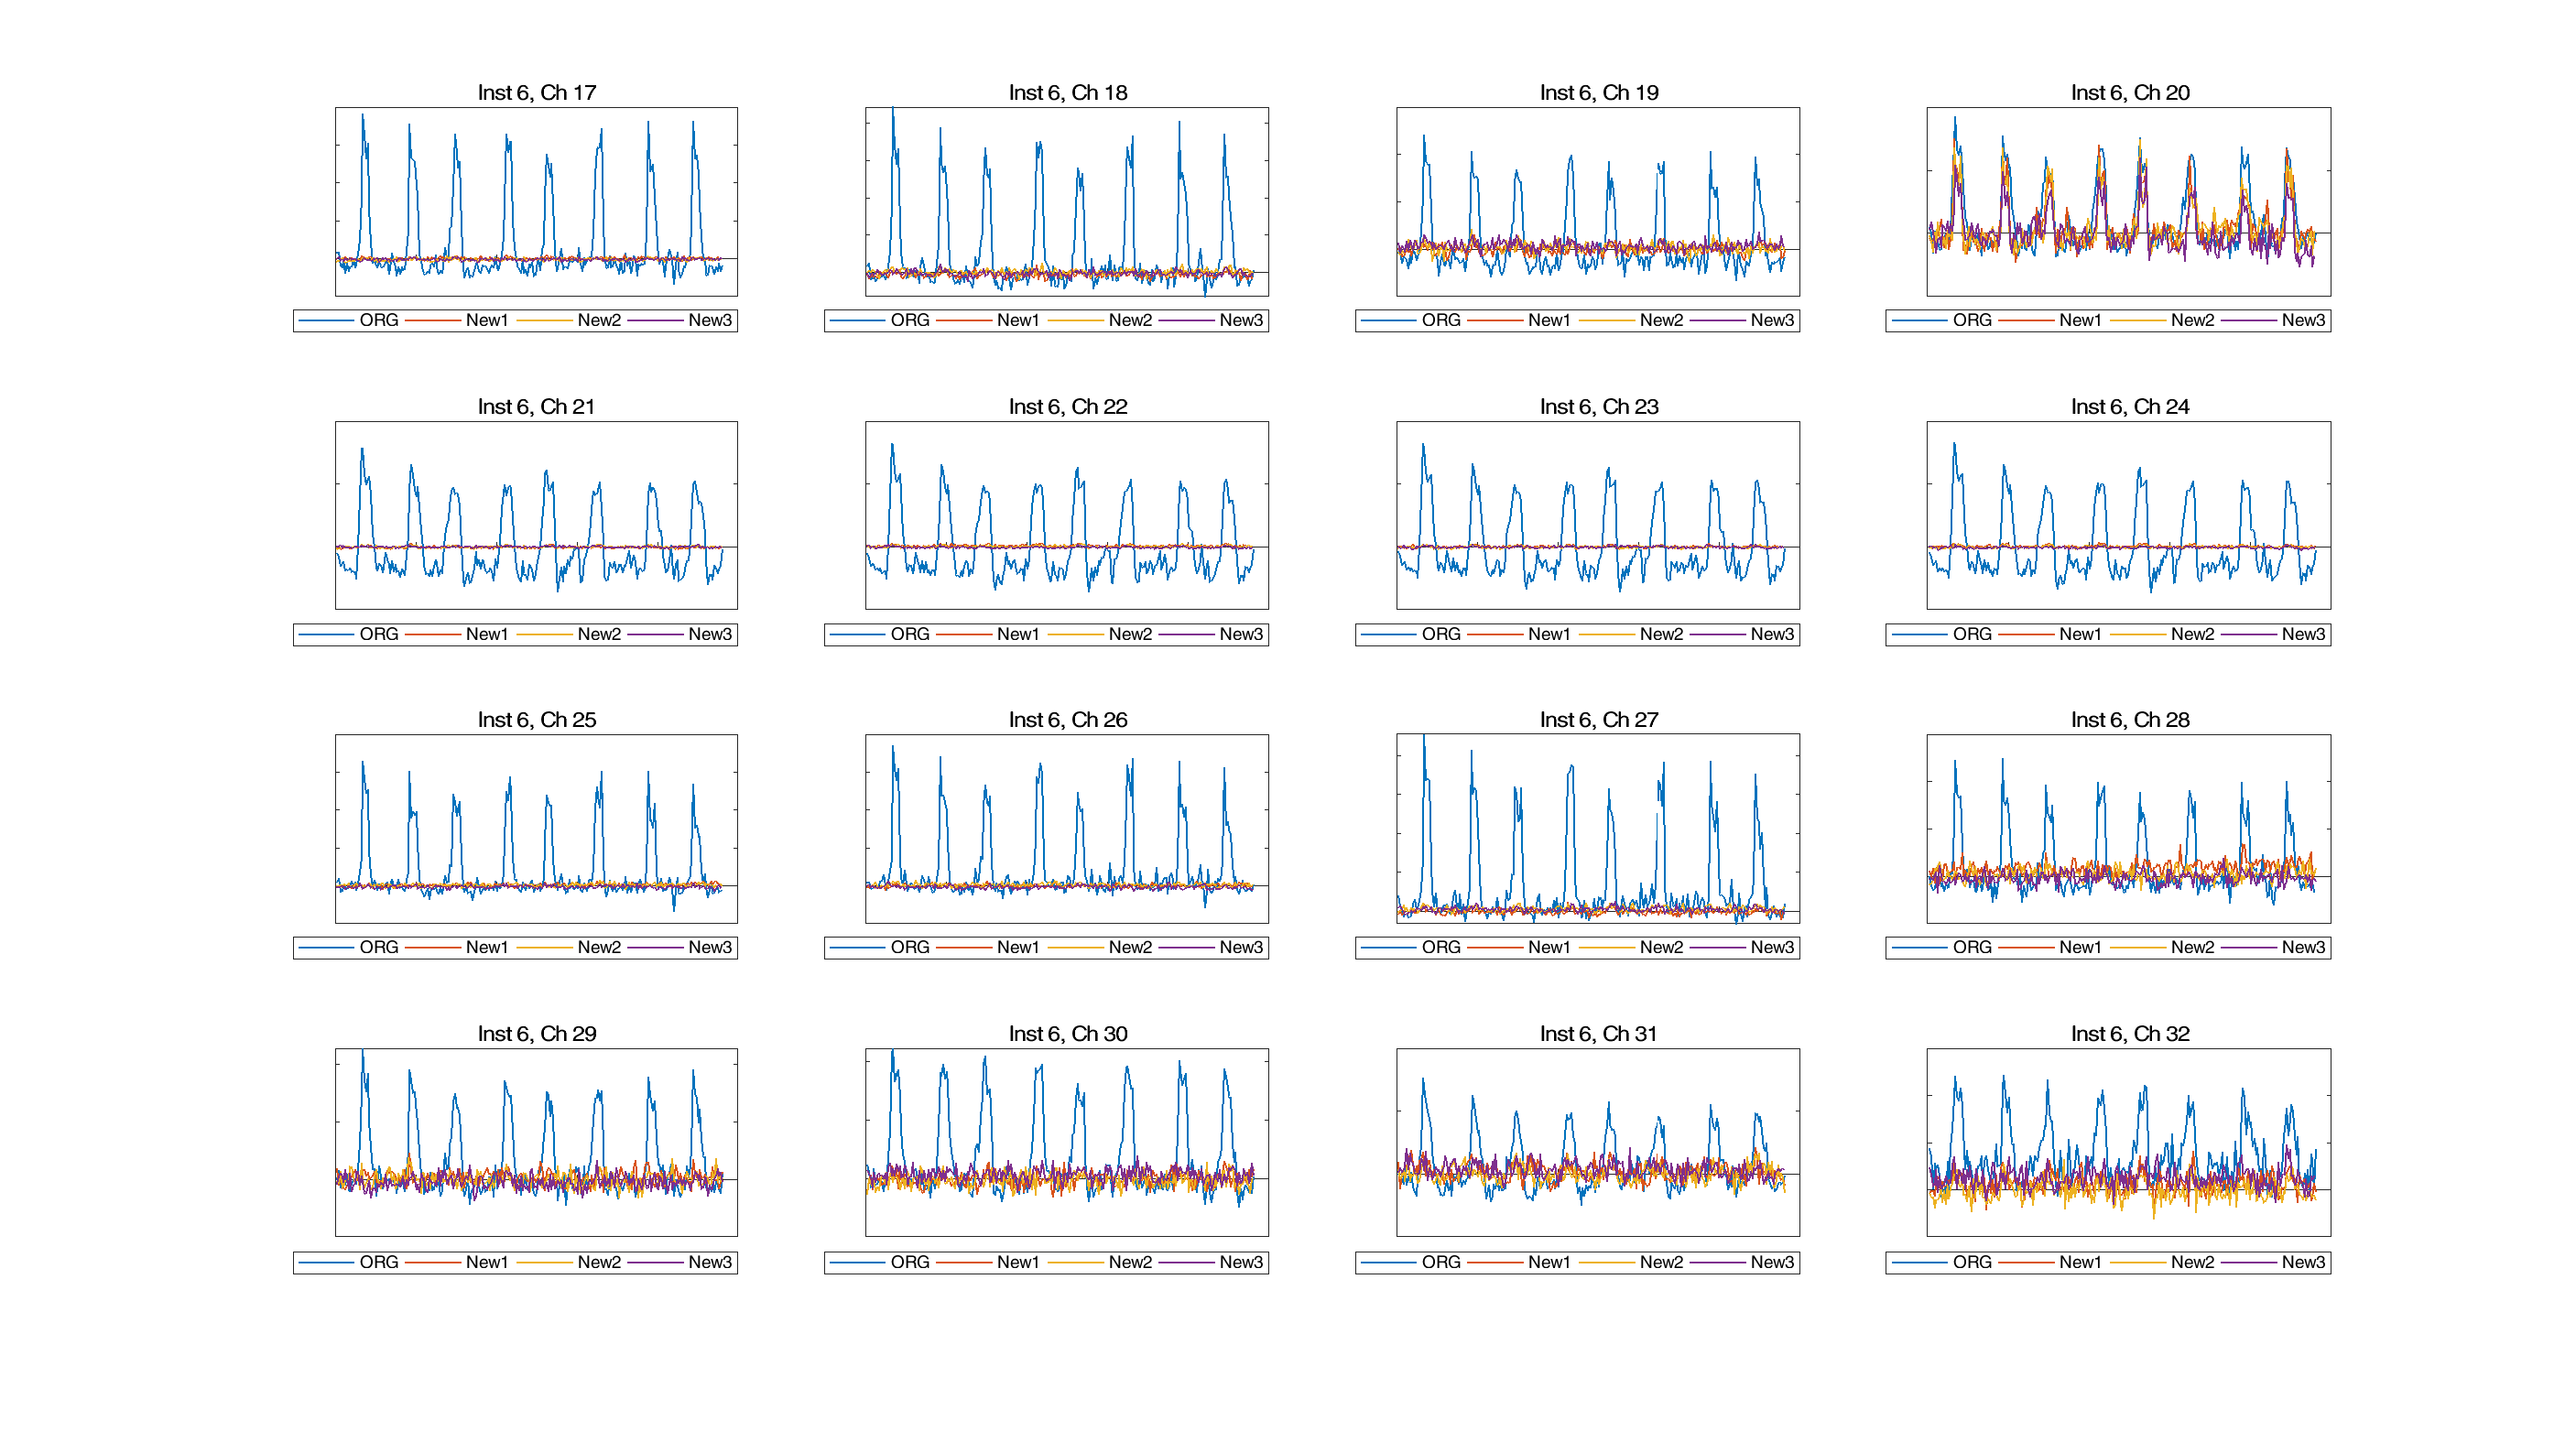 Inst 6, Ch 17
Inst 6, Ch 18
Inst 6, Ch 19
Inst 6, Ch 20
ORG New1 New2 New3
ORG New1 New2 New3
ORG New1 New2 New3
ORG New1 New2 New3
Inst 6, Ch 21
Inst 6, Ch 22
Inst 6, Ch 23
Inst 6, Ch 24
ORG New1 New2 New3
ORG New1 New2 New3
ORG New1 New2 New3
ORG New1 New2 New3
Inst 6, Ch 25
Inst 6, Ch 26
Inst 6, Ch 27
Inst 6, Ch 28
ORG New1 New2 New3
ORG New1 New2 New3
ORG New1 New2 New3
ORG New1 New2 New3
Inst 6, Ch 29
Inst 6, Ch 30
Inst 6, Ch 31
Inst 6, Ch 32
ORG New1 New2 New3
ORG New1 New2 New3
ORG New1 New2 New3
ORG New1 New2 New3